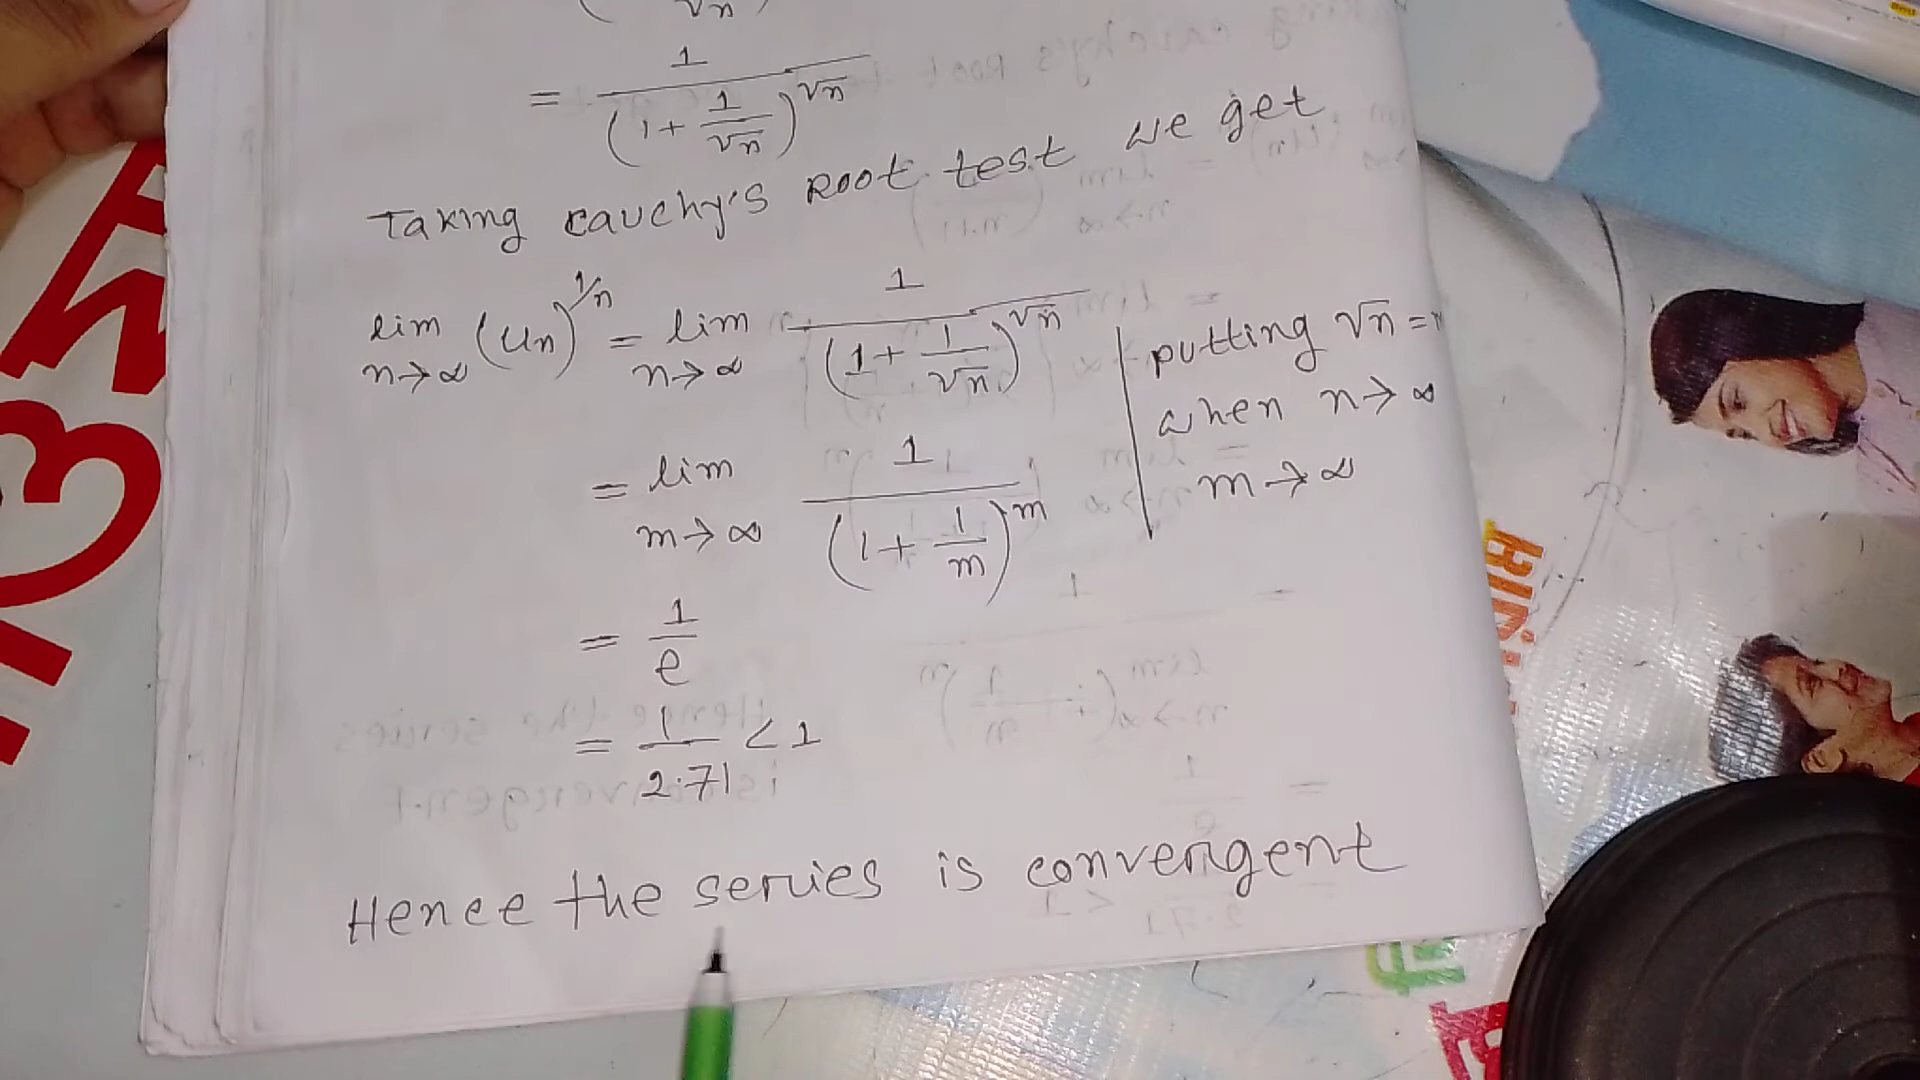 (√n)
= 1/(1+1/√n)^√n
Taking cauchy's Root test we get
lim n→∞ (un)^1/n = lim n→∞ 1/(1+1/√n)^√n | putting √n =
when n→∞
= lim m→∞ 1/(1+1/m)^m | m→∞
= 1/e
= 1/2.71 < 1
Hence the series is convergent